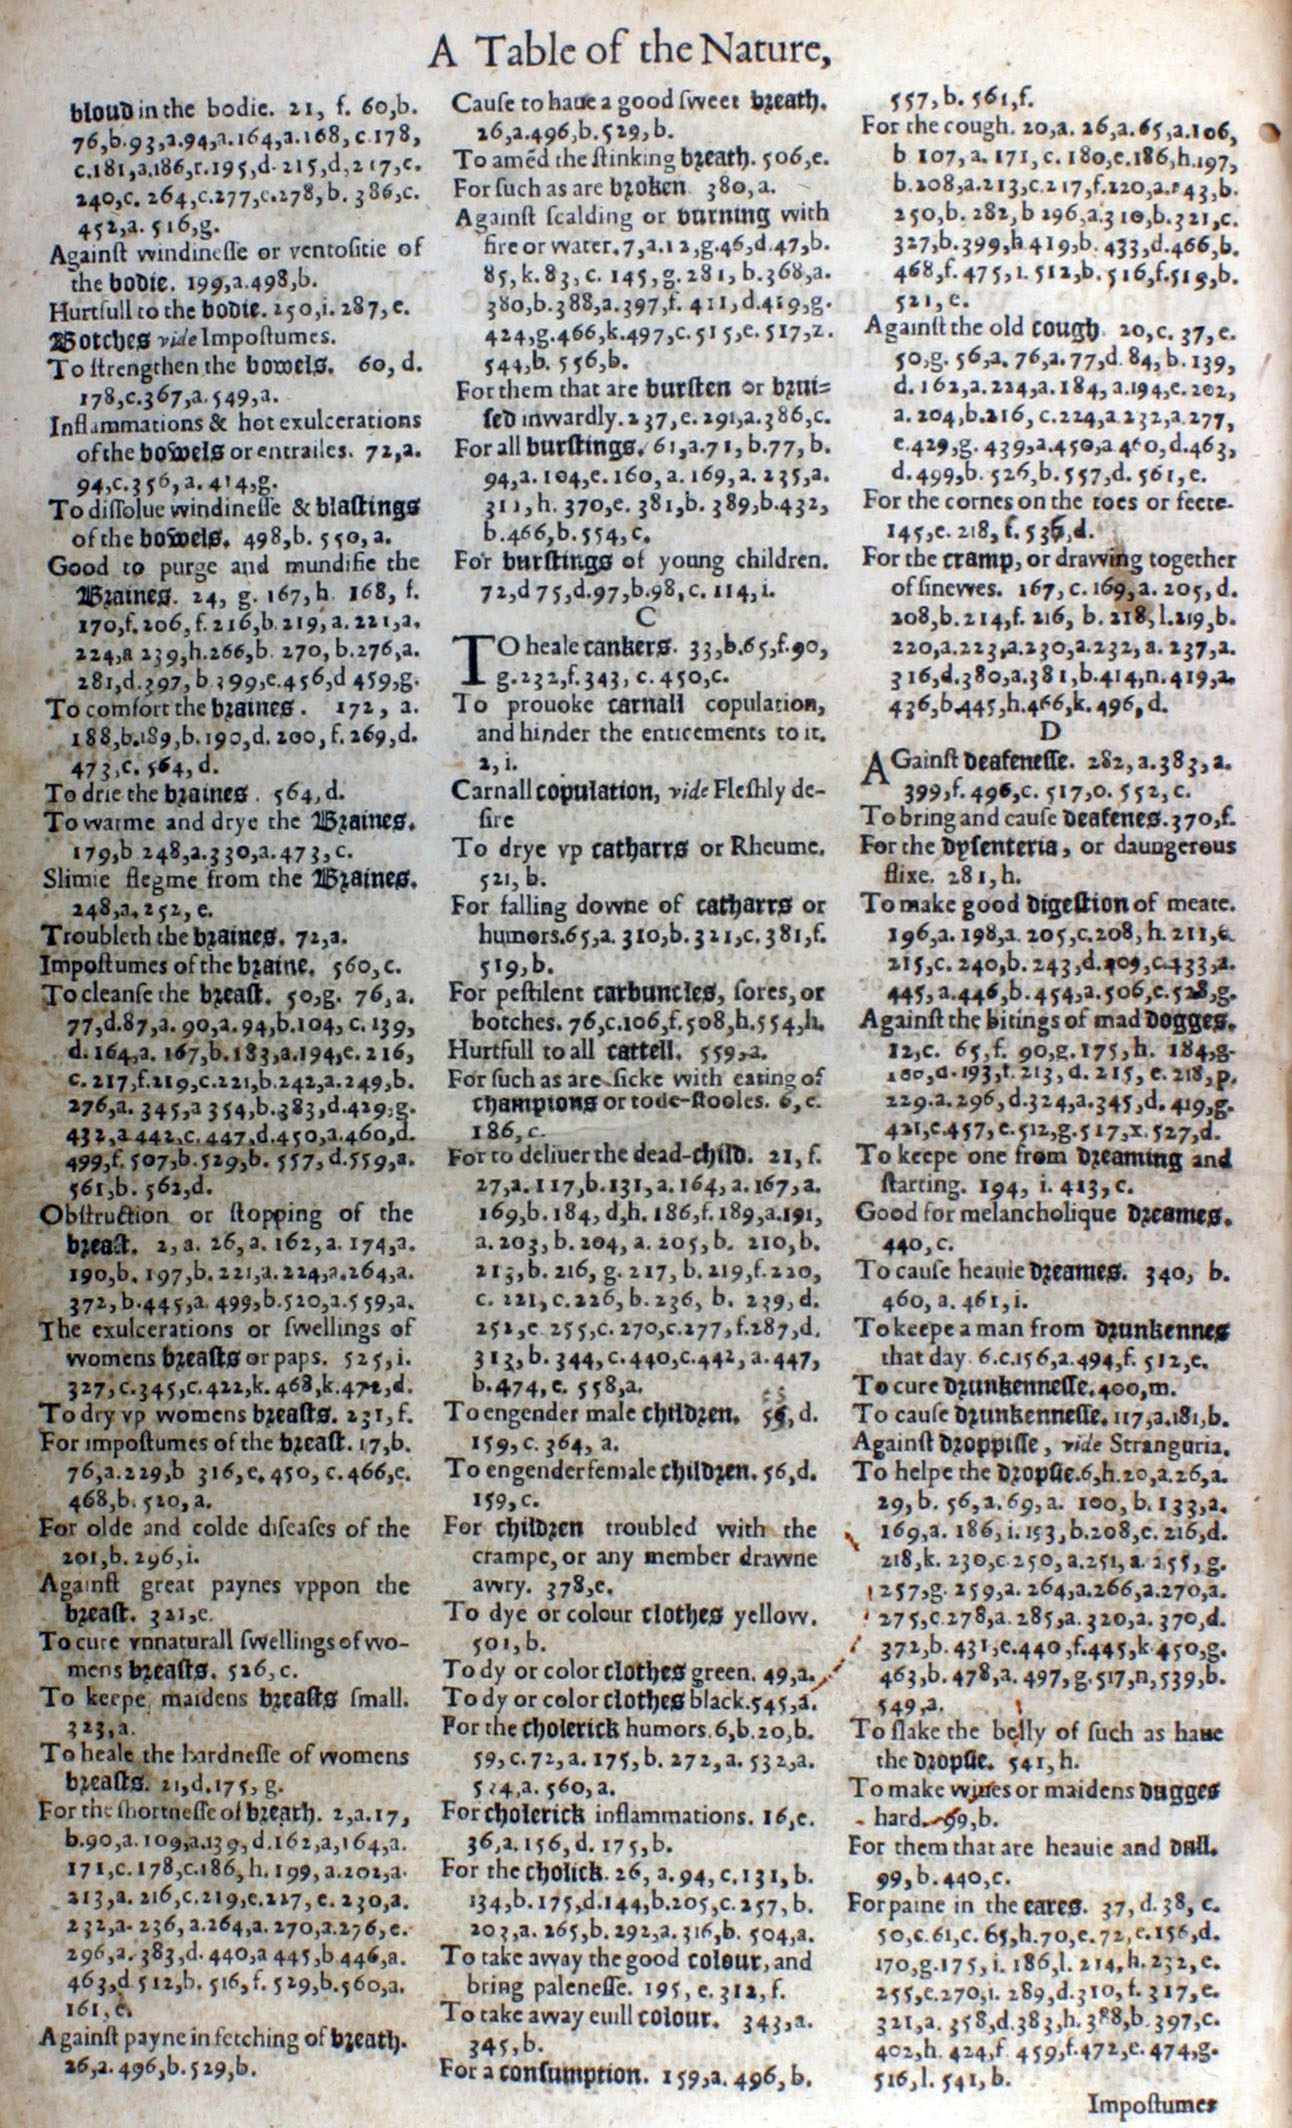 A Table of the Nature,
bloud in the bodie. 21, f. 60,b.
76,b.93,a.94,a.164,a.168,c.178,
c.181,a.186,r.195,d.215,d,217,c.
240,c. 264,c.277,c.278,b. 386,c.
452,a. 516,g.
Againſt windineſſe or ventoſitie of
the bodie. 199,a.498,b.
Hurtfull to the bodie. 250,i. 287,e.
Botches vide Impoſtumes.
To ſtrengthen the bowels. 60, d.
178,c.367,a.549,a.
Inflammations & hot exulcerations
of the bowels or entrailes. 72,a.
94,c.356,a.414,g.
To diſſolue windineſſe & blaſtings
of the bowels. 498,b. 550,a.
Good to purge and mundifie the
Braines. 24, g. 167,h. 168, f.
170,f.206,f.216,b.219,a.221,a.
224,a 239,h.266,b. 270,b.276,a.
281,d.397,b 399,e.456,d 459,g.
To comfort the braines. 172, a.
188,b.189,b.190,d. 200,f.269,d.
473,c. 564,d.
To drie the braines. 564,d.
To warme and drye the Braines.
179,b 248,a.330,a.473,c.
Slimie flegme from the Braines.
248,a.252, e.
Troubleth the braines. 72,a.
Impoſtumes of the braine. 560,c.
To cleanſe the breaſt. 50,g. 76,a.
77,d.87,a. 90,a.94,b.104, c. 139,
d. 164,a. 167,b.183,a.194,e. 216,
c. 217,f.219,c.221,b.242,a.249,b.
276,a. 345,a 354,b.383,d.429,g.
432,a 442,c. 447,d.450,a.460,d.
499,f. 507,b.529,b. 557,d.559,a.
561,b. 562,d.
Obſtruction or ſtopping of the
breaſt. 2,a. 26,a. 162,a. 174,a.
190,b. 197,b.221,a.224,a.264,a.
372,b.445,a. 499,b.520,a.559,a.
The exulcerations or ſwellings of
womens breaſts or paps. 525,i.
327,c.345,c.422,k. 468,k.472,d.
To dry vp womens breaſts. 231,f.
For impoſtumes of the breaſt. 17,b.
76,a.229,b 316,e.450, c.466,e.
468,b. 520,a.
For olde and colde diſeaſes of the
201,b. 296,i.
Againſt great paynes vppon the
breaſt. 321,e.
To cure vnnaturall ſwellings of wo-
mens breaſts. 526,c.
To keepe maidens breaſts ſmall.
323,a.
To heale the hardneſſe of womens
breaſts. 21,d.175,g.
For the ſhortneſſe of breath. 2,a.17,
b.90,a.109,a.139,d.162,a,164,a.
171,c.178,c.186,h.199,a.202,a.
213,a. 216,c.219,e.227, e. 230,a.
232,a. 236,a.264,a. 270,a.276,e.
296,a. 383,d. 440,a 445,b.446,a.
463,d 512,b. 516,f. 529,b.560,a.
161,e.
Againſt payne in fetching of breath.
26,a.496,b.529,b.
Cauſe to haue a good ſweet breath.
26,a.496,b.529,b.
To amēd the ſtinking breath. 506,e.
For ſuch as are broken 380,a.
Againſt ſcalding or burning with
fire or water.7,a.12,g.46,d.47,b.
85,k.83,c. 145,g.281,b.368,a.
380,b.388,a.397,f. 411,d.419,g.
424,g.466,k.497,c.515,e. 517,z.
544,b. 556,b.
For them that are burſten or brui-
ſed inwardly.237,e. 291,a.386,c.
For all burſtings. 61,a.71,b.77,b.
94,a. 104,e. 160,a. 169,a. 235,a.
311,h. 370,e. 381,b. 389,b.432,
b.466,b. 554,c.
For burſtings of young children.
72,d 75,d.97,b.98,c. 114,i.
C
TO heale cankers. 33,b.65,f.90,
g.232,f.343, c. 450,c.
To prouoke carnall copulation,
and hinder the enticements to it.
2,i.
Carnall copulation, vide Fleſhly de-
ſire
To drye vp catharrs or Rheume.
521,b.
For falling downe of catharrs or
humors.65,a. 310,b.321,c.381,f.
519,b.
For peſtilent carbuncles, ſores, or
botches. 76,c.106,f.508,h.554,h.
Hurtfull to all cattell. 559,a.
For ſuch as are ſicke with eating of
champions or tode-ſtooles. 6,e.
186,c.
For to deliuer the dead-child. 21,f.
27,a.117,b.131,a.164,a.167,a.
169,b.184,d,h.186,f.189,a.191,
a. 203,b.204, a. 205,b. 210,b.
213,b. 216, g. 217,b. 219,f.220,
c. 221,c.226, b. 236, b. 239,d.
252,e 255,c. 270,c.277,f.287,d.
313,b. 344,c.440,c.442,a.447,
b.474,e. 558,a.
To engender male children. d.
159,c.364, a.
To engender female children. 56,d.
159,c.
For children troubled with the
crampe, or any member drawne
awry. 378,e.
To dye or colour clothes yellow.
501,b.
To dy or color clothes green. 49,a.
To dy or color clothes black.545,a.
For the cholerick humors.6,b.20,b.
59,c.72,a. 175,b. 272,a. 532,a.
524,a. 560,a.
For cholerick inflammations. 16,e.
36,a.156,d. 175,b.
For the cholick. 26, a.94,c.131,b.
134,b.175,d.144,b.205,c.257,b.
203,a. 265,b.292,a.316,b. 504,a.
To take away the good colour, and
bring paleneſſe. 195, e.312,f.
To take away euill colour. 343,a.
345,b.
For a conſumption. 159,a. 496,b.
557,b. 561,f.
For the cough. 20,a. 26,a.65,a.106,
b 107,a. 171,c. 180,e.186,h.197,
b.208,a.213,c.217,f.220,a.243,b.
250,b. 282,b 296,a.310,b.321,c.
327,b.399,h.419,b. 433,d.466,b.
468,f. 475,i. 512,b. 516,f.519,b.
521,e.
Againſt the old cough. 20,c. 37,e.
50,g. 56,a. 76,a.77,d. 84,b. 139,
d. 162,a.224,a. 184, a.194,e.202,
a. 204,b.216, c.224,a.232,a.277,
e.429,g. 439,a.450,a 460,d.463,
d.499,b. 526,b. 557,d. 561,e.
For the cornes on the toes or feete.
145,e. 218, f. 536,d.
For the cramp, or drawing together
of ſinewes. 167,c.169,a. 205,d.
208,b.214,f. 216, b. 218,l.219,b.
220,a.223,a.230,a.232,a. 237,a.
316,d.380,a.381,b.414,n.419,a.
436,b.445,h.466,k. 496,d.
D
AGainſt deafeneſſe. 282,a.383,a.
399,f. 496,c. 517,o. 552,c.
To bring and cauſe deafenes.370,f.
For the dyſenteria, or daungerous
flixe. 281,h.
To make good digeſtion of meate.
196,a. 198,a. 205,c.208,h. 211,e.
215,c. 240,b. 243,d.409,c.433,a.
445,a.446,b.454,a.506,e.528,g.
Againſt the bitings of mad dogges.
12,c. 65,f. 90,g.175,h. 184,g.
180,d.193,f.213,d. 215, e. 218,p.
229.a. 296,d.324,a.345,d. 419,g.
421,e.457,e.512,g.517,x. 527,d.
To keepe one from dreaming and
ſtarting. 194, i. 413,c.
Good for melancholique dreames.
440,c.
To cauſe heauie dreames. 340, b.
460,a. 461,i.
To keepe a man from drunkennes
that day. 6.c.156,a.494,f. 512,e.
To cure drunkenneſſe.400,m.
To cauſe drunkenneſſe.117,a.181,b.
Againſt droppiſſe, vide Stranguria.
To helpe the dropſie.6,h.20,a.26,a.
29,b. 56,a.69,a. 100,b.133,a.
169,a. 186,i.153,b.208,e. 216,d.
218,k. 230,c 250,a.251,a. 255,g.
257,g. 259,a. 264,a.266,a.270,a.
275,c.278,a. 285,a. 320,a. 370,d.
372,b. 431,e.440,f.445,k 450,g.
463,b. 478,a. 497,g.517,n,539,b.
549,a.
To ſlake the belly of ſuch as haue
the dropſie. 541,h.
To make wiues or maidens dugges
hard. 69,b.
For them that are heauie and dull.
99,b.440,c.
For paine in the eares. 37,d.38,c.
50,c.61,c. 65,h.70,e.72,e.156,d.
170,g.175,i.186,l. 214,h.232,e.
255,e.270,i. 289,d.310,f. 317,e.
321,a. 358,d.383,h. 388,b.397,c.
402,h. 424,f 459,f.472,e. 474,g.
516,l. 541,b.
Impoſtumes